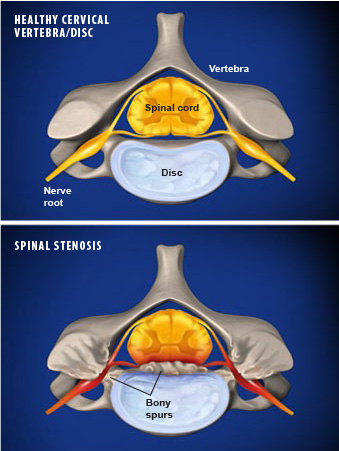 HEALTHY CERVICAL
VERTEBRA/DISC
Vertebra
Spinal cord
Disc
Nerve
root
SPINAL STENOSIS
Bony
spurs